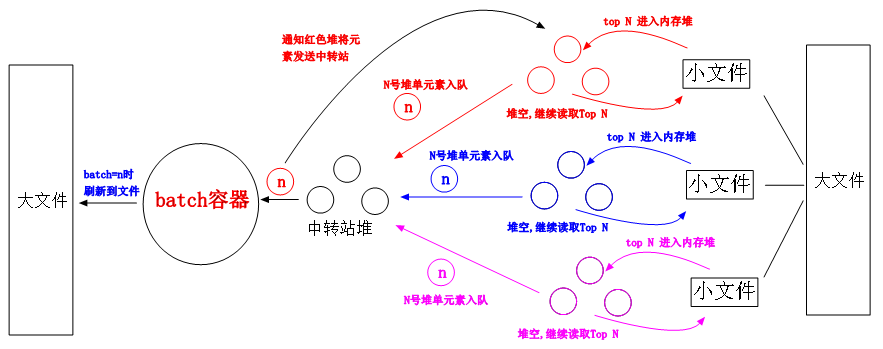 top N 进入内存堆
通知红色堆将元
素发送中转站
小文件
N号堆单元素入队
n
堆空,继续读取Top N
top N 进入内存堆
N号堆单元素入队
batch=n时
刷新到文件
n
n
小文件
大文件
batch容器
大文件
中转站堆
堆空,继续读取Top N
top N 进入内存堆
n
N号堆单元素入队
小文件
堆空,继续读取Top N